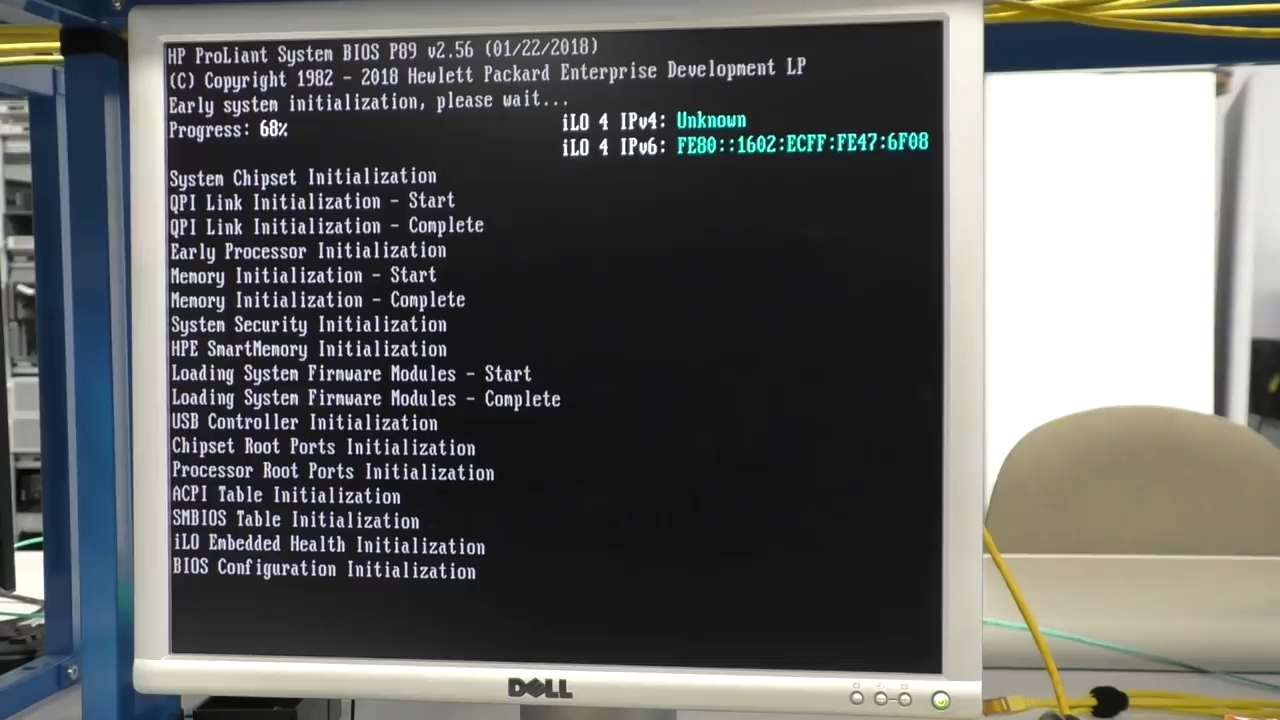 HP ProLiant System BIOS P89 v2.56 (01/22/2018)
(C) Copyright 1982 - 2018 Hewlett Packard Enterprise Development LP
Early system initialization, please wait...
Progress: 68%
iLO 4 IPv4: Unknown
iLO 4 IPv6: FE80::1602:ECFF:FE47:6F08
System Chipset Initialization
QPI Link Initialization - Start
QPI Link Initialization - Complete
Early Processor Initialization
Memory Initialization - Start
Memory Initialization - Complete
System Security Initialization
HPE SmartMemory Initialization
Loading System Firmware Modules - Start
Loading System Firmware Modules - Complete
USB Controller Initialization
Chipset Root Ports Initialization
Processor Root Ports Initialization
ACPI Table Initialization
SMBIOS Table Initialization
iLO Embedded Health Initialization
BIOS Configuration Initialization
DELL